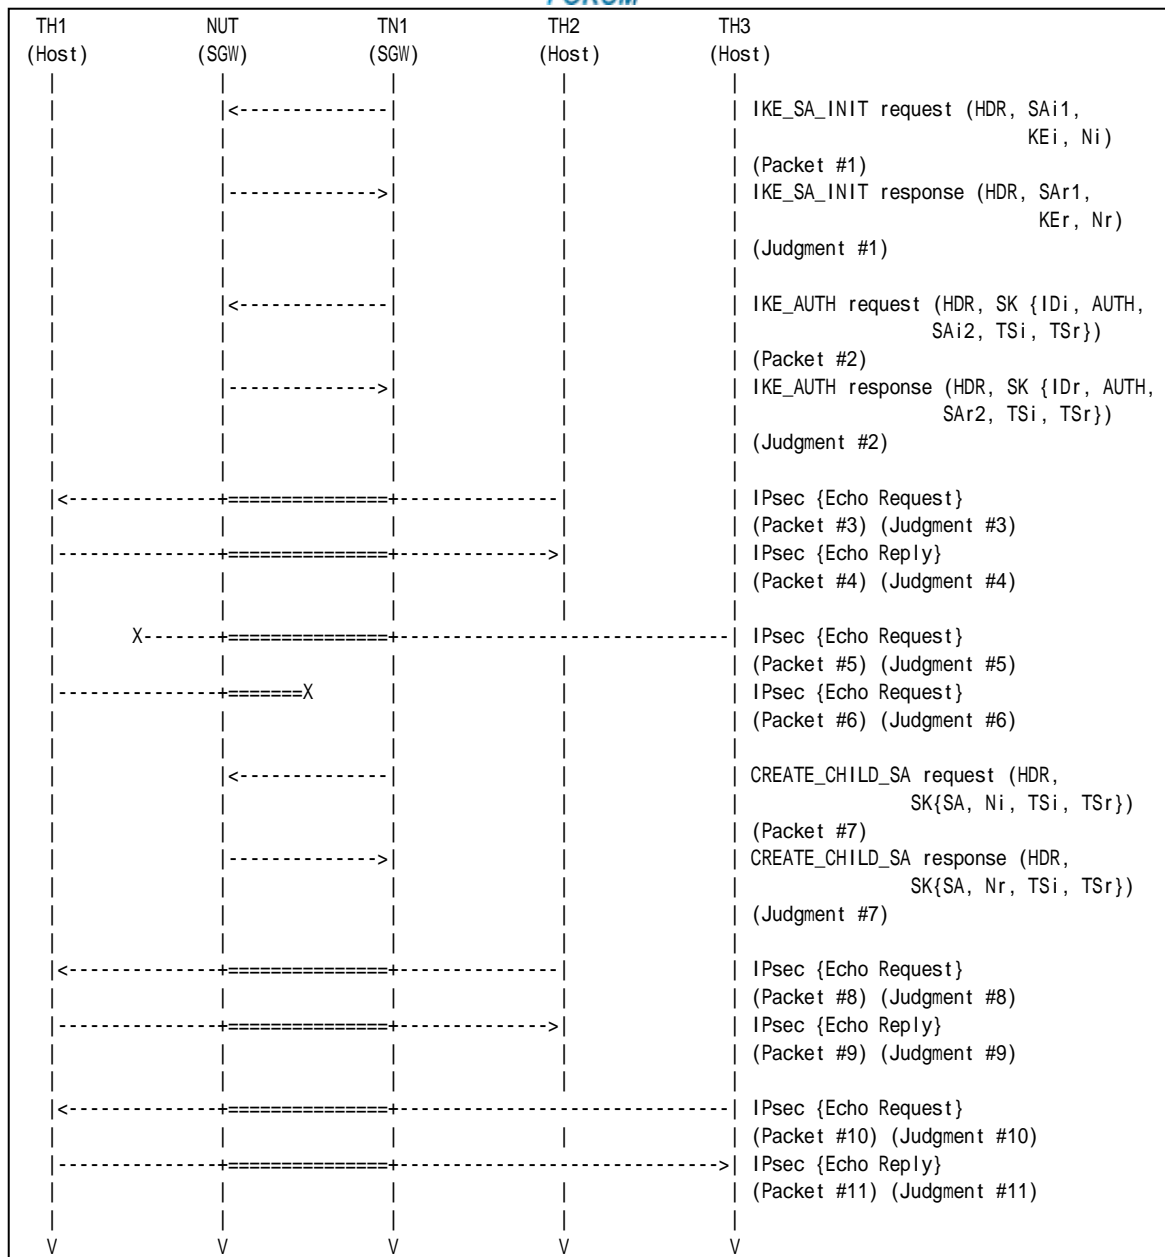 FORUM
TH1 NUT TN1 TH2 TH3
(Host) (SGW) (SGW) (Host) (Host)
| | | | |
| |<--------------| | | IKE_SA_INIT request (HDR, SAi1,
| | | | | KEi, Ni)
| | | | | (Packet #1)
| |-------------->| | | IKE_SA_INIT response (HDR, SAr1,
| | | | | KEr, Nr)
| | | | | (Judgment #1)
| | | | |
| |<--------------| | | IKE_AUTH request (HDR, SK {IDi, AUTH,
| | | | | SAi2, TSi, TSr})
| | | | | (Packet #2)
| |-------------->| | | IKE_AUTH response (HDR, SK {IDr, AUTH,
| | | | | SAr2, TSi, TSr})
| | | | | (Judgment #2)
| | | | |
|<--------------+===============+---------------| | IPsec {Echo Request}
| | | | | (Packet #3) (Judgment #3)
|---------------+===============+-------------->| | IPsec {Echo Reply}
| | | | | (Packet #4) (Judgment #4)
| | | | |
| X-------+===============+-------------------------------| IPsec {Echo Request}
| | | | | (Packet #5) (Judgment #5)
|---------------+=======X | | | IPsec {Echo Request}
| | | | | (Packet #6) (Judgment #6)
| | | | |
| |<--------------| | | CREATE_CHILD_SA request (HDR,
| | | | | SK{SA, Ni, TSi, TSr})
| | | | | (Packet #7)
| |-------------->| | | CREATE_CHILD_SA response (HDR,
| | | | | SK{SA, Nr, TSi, TSr})
| | | | | (Judgment #7)
| | | | |
|<--------------+===============+---------------| | IPsec {Echo Request}
| | | | | (Packet #8) (Judgment #8)
|---------------+===============+-------------->| | IPsec {Echo Reply}
| | | | | (Packet #9) (Judgment #9)
| | | | |
|<--------------+===============+-------------------------------| IPsec {Echo Request}
| | | | | (Packet #10) (Judgment #10)
|---------------+===============+------------------------------>| IPsec {Echo Reply}
| | | | | (Packet #11) (Judgment #11)
| | | | |
V V V V V